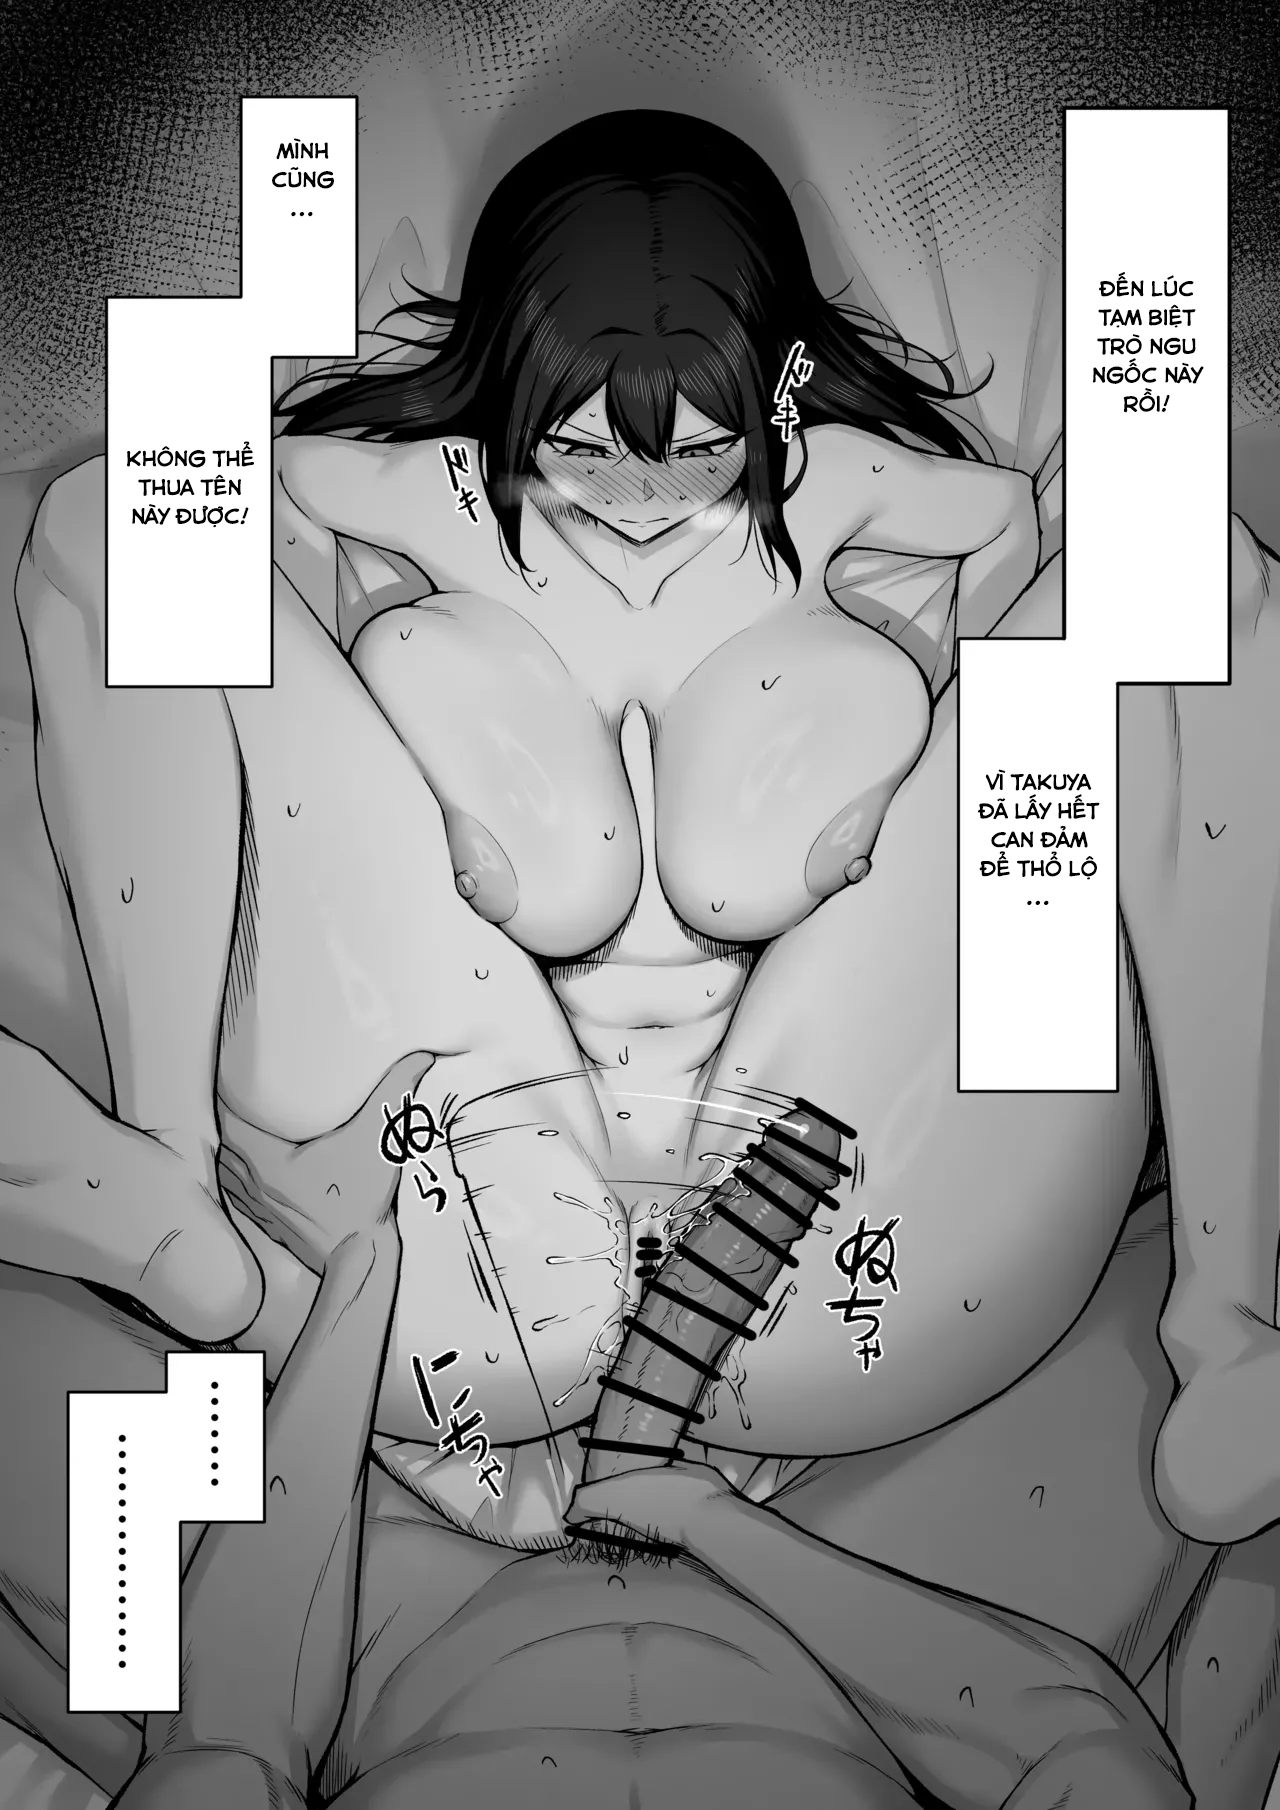 ĐẾN LÚC
TẠM BIỆT
TRÒ NGU
NGỐC NÀY
RỒI!
VÌ TAKUYA
ĐÃ LẤY HẾT
CAN ĐẢM
ĐỂ THỔ LỘ
...
MÌNH
CŨNG
...
KHÔNG THỂ
THUA TÊN
NÀY ĐƯỢC!
ドキ
ドキ
ぬら
ぬちゃ
にちゃ
.......
..............